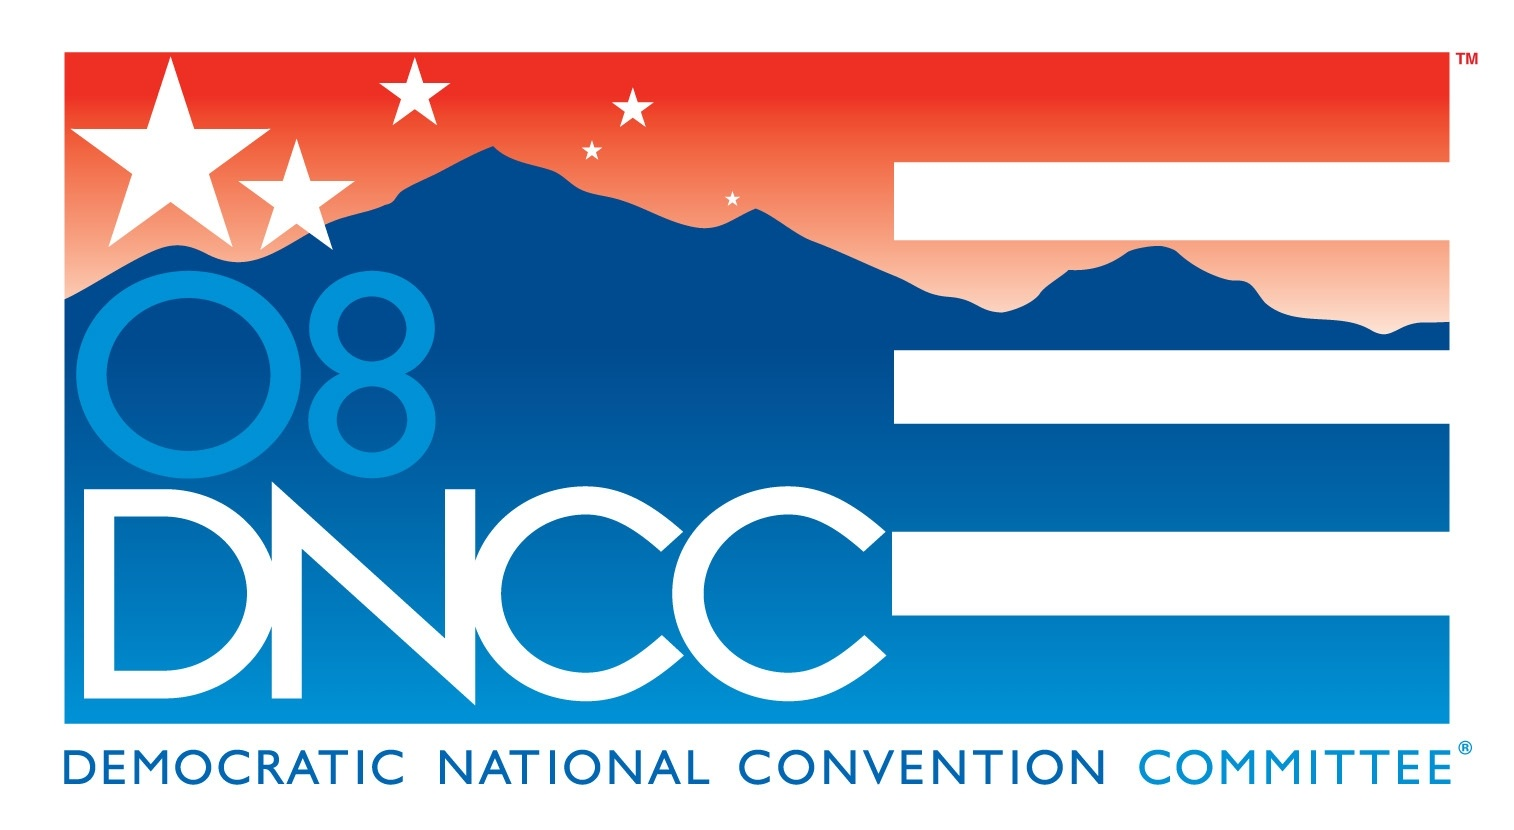 TM
08
DNCC
DEMOCRATIC NATIONAL CONVENTION COMMITTEE®